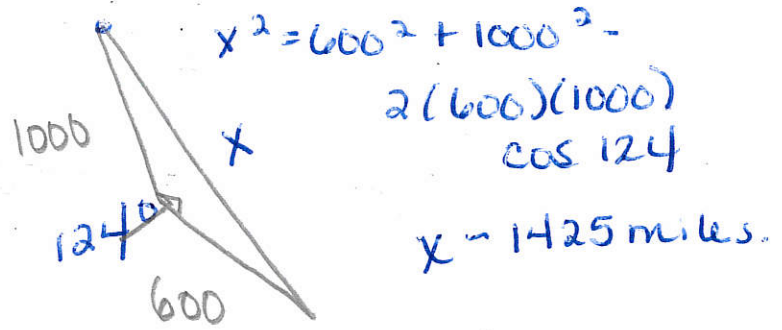 x² = 600² + 1000² -
2(600)(1000)
cos 124
1000
x
124°
x ~ 1425 miles.
600